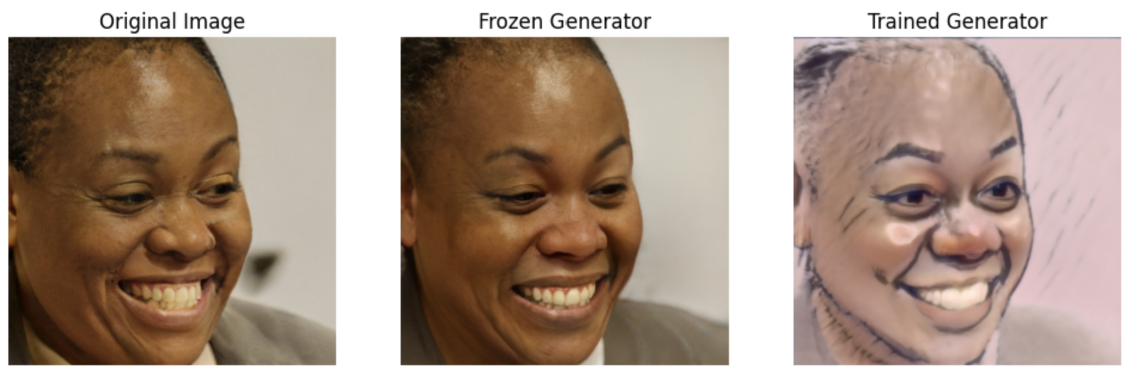 Original Image
Frozen Generator
Trained Generator